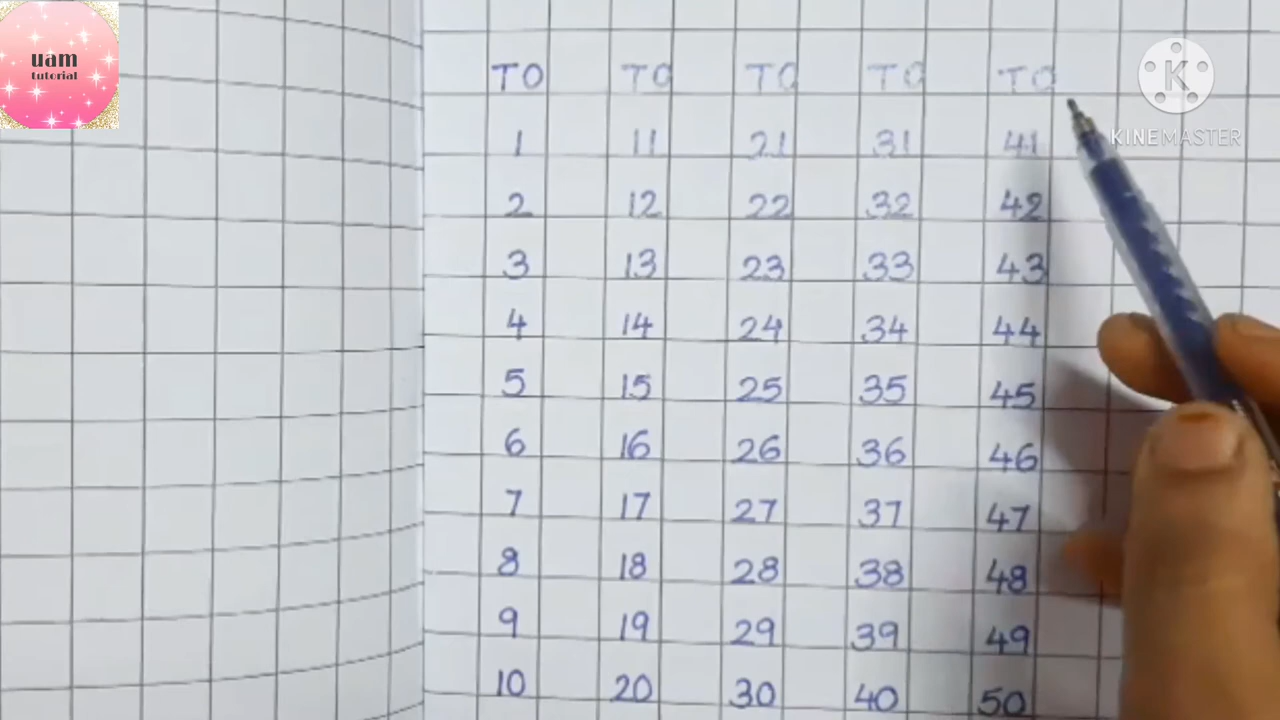 uam
tutorial
TO TO TO TO TO
KINEMASTER
1 11 21 31 41
2 12 22 32 42
3 13 23 33 43
4 14 24 34 44
5 15 25 35 45
6 16 26 36 46
7 17 27 37 47
8 18 28 38 48
9 19 29 39 49
10 20 30 40 50